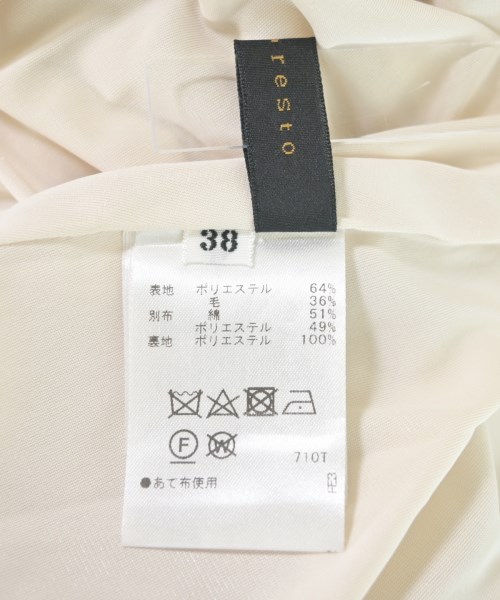 resto
38
表地 ポリエステル 64%
毛 36%
別布 綿 51%
ポリエステル 49%
裏地 ポリエステル 100%
F W
710T
●あて布使用